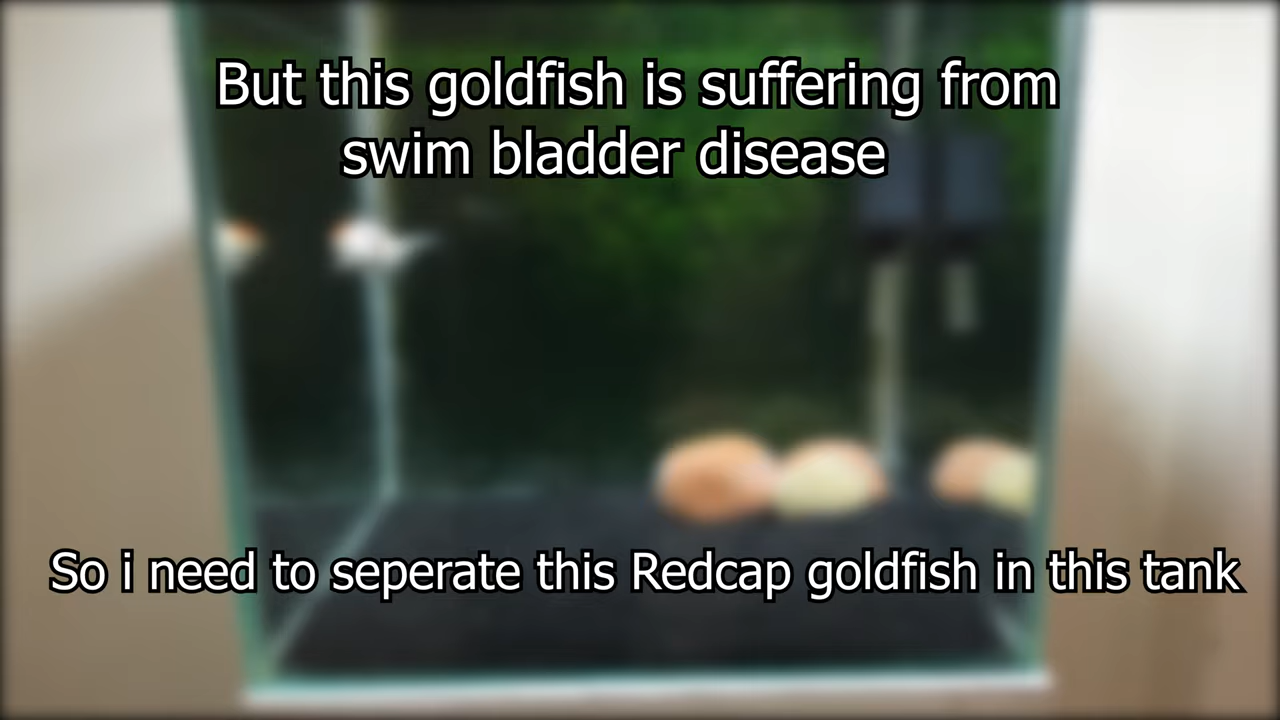 But this goldfish is suffering from
swim bladder disease
So i need to seperate this Redcap goldfish in this tank